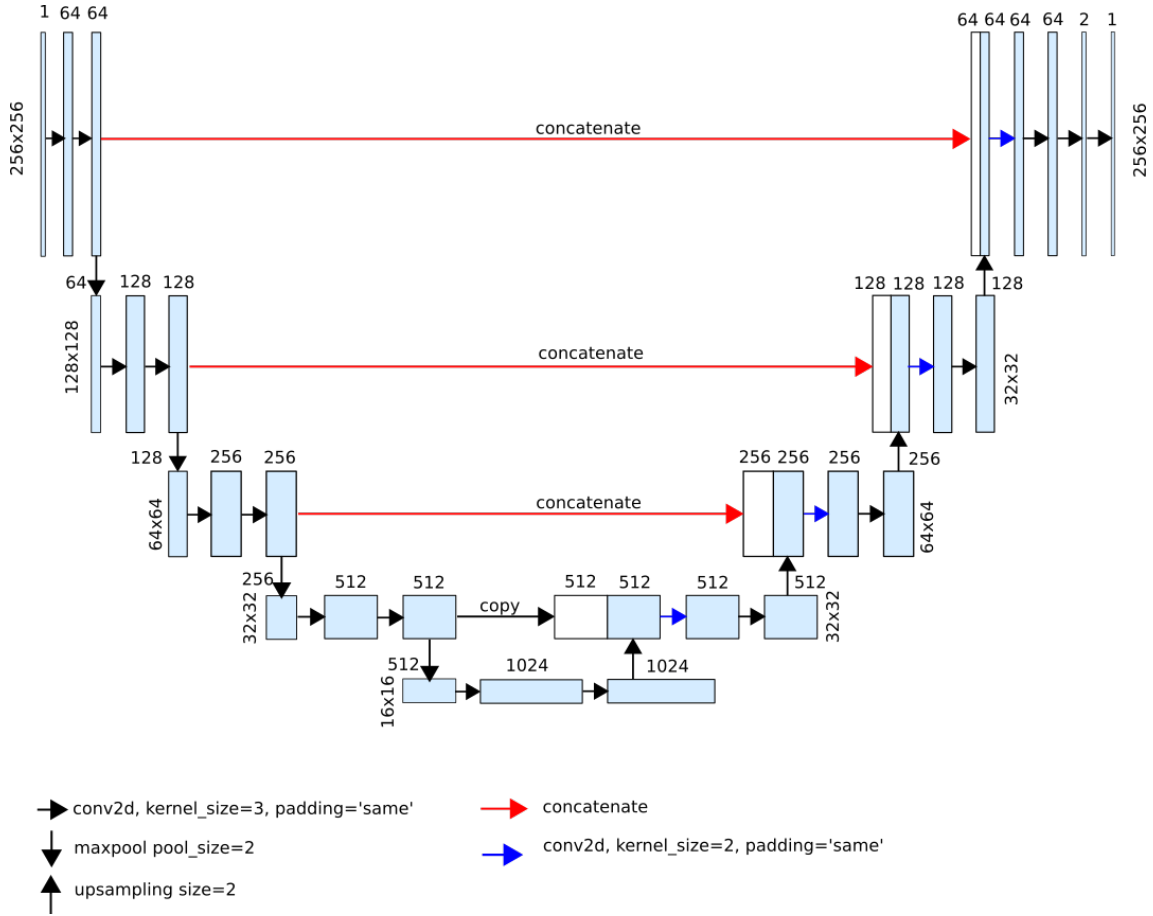 1 64 64
64 64 64 64 2 1
256x256
concatenate
256x256
64 128 128
128 128 128 128
128x128
concatenate
32x32
128 256 256
256 256 256 256
64x64
concatenate
64x64
256 512 512
512 512 512 512
32x32
copy
32x32
512 1024 1024
16x16
conv2d, kernel_size=3, padding='same'
concatenate
maxpool pool_size=2
conv2d, kernel_size=2, padding='same'
upsampling size=2